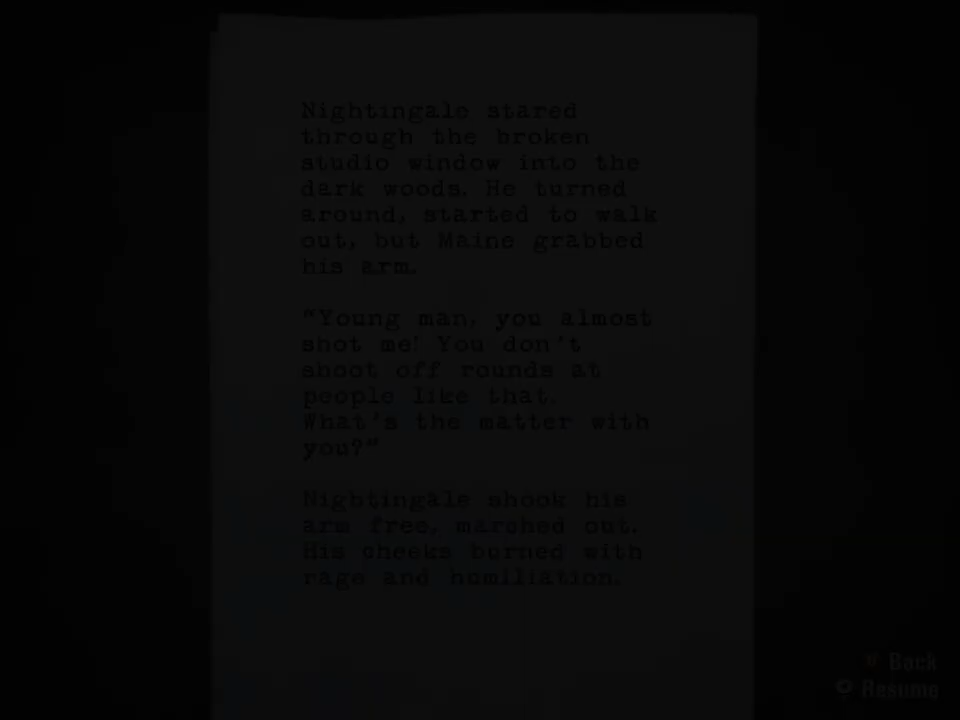 Nightingale stared
through the broken
studio window into the
dark woods. He turned
around, started to walk
out, but Maine grabbed
his arm.
"Young man, you almost
shot me! You don't
shoot off rounds at
people like that.
What's the matter with
you?"
Nightingale shook his
arm free, marched out.
His cheeks burned with
rage and humiliation.
Back
Resume